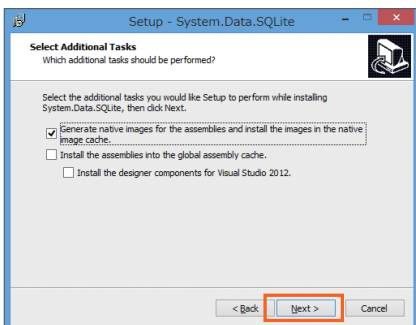 Setup - System.Data.SQLite
Select Additional Tasks
Which additional tasks should be performed?
Select the additional tasks you would like Setup to perform while installing
System.Data.SQLite, then click Next.
Generate native images for the assemblies and install the images in the native
image cache.
Install the assemblies into the global assembly cache.
Install the designer components for Visual Studio 2012.
< Back
Next >
Cancel